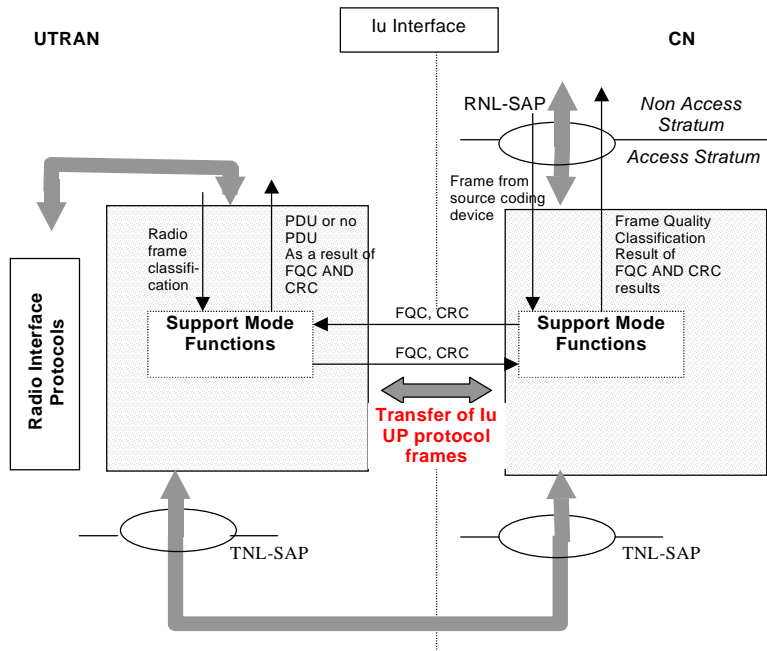 Iu Interface
UTRAN
CN
RNL-SAP
Non Access
Stratum
Access Stratum
Frame from
source coding
device
Radio
frame
classifi-
cation
PDU or no
PDU
As a result of
FQC AND
CRC
Frame Quality
Classification
Result of
FQC AND CRC
results
Radio Interface
Protocols
Support Mode
Functions
FQC, CRC
FQC, CRC
Support Mode
Functions
Transfer of Iu
UP protocol
frames
TNL-SAP
TNL-SAP